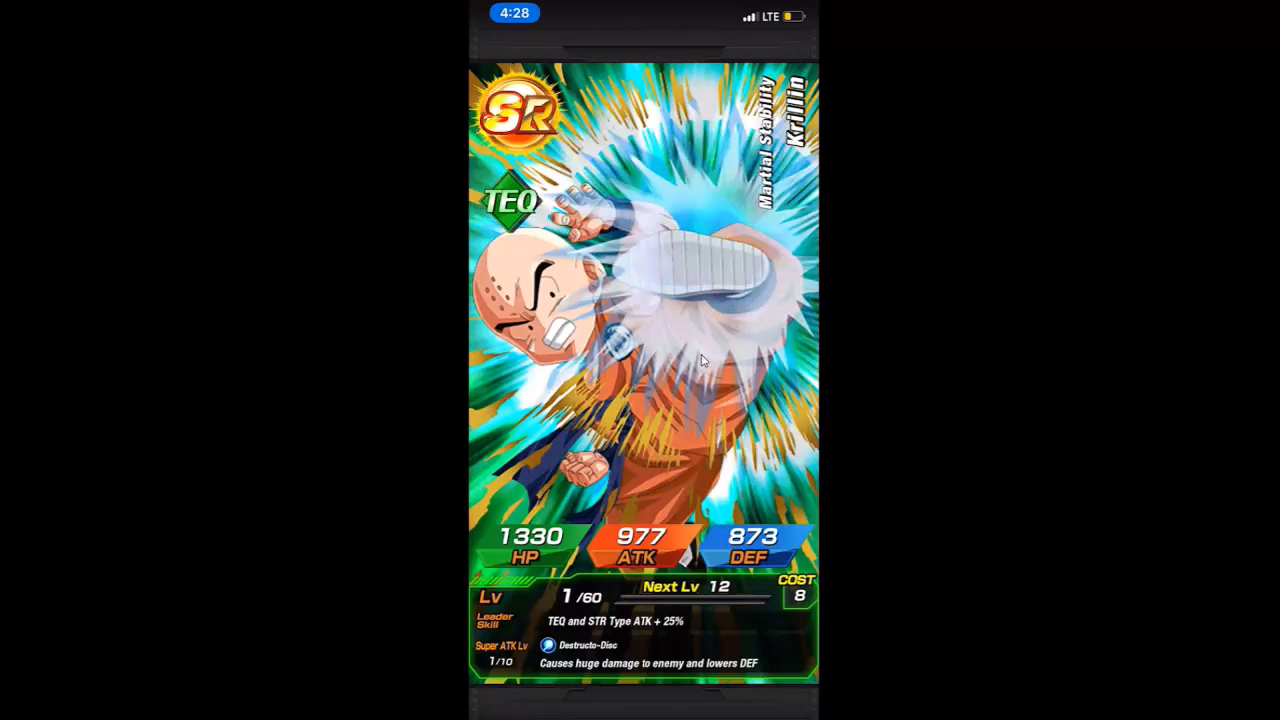 4:28
LTE
SR
Martial Stability
Krillin
TEQ
1330
977
873
HP
ATK
DEF
Lv 1/60
Next Lv 12
COST
8
Leader
Skill
TEQ and STR Type ATK + 25%
Super ATK Lv
1/10
Destructo-Disc
Causes huge damage to enemy and lowers DEF